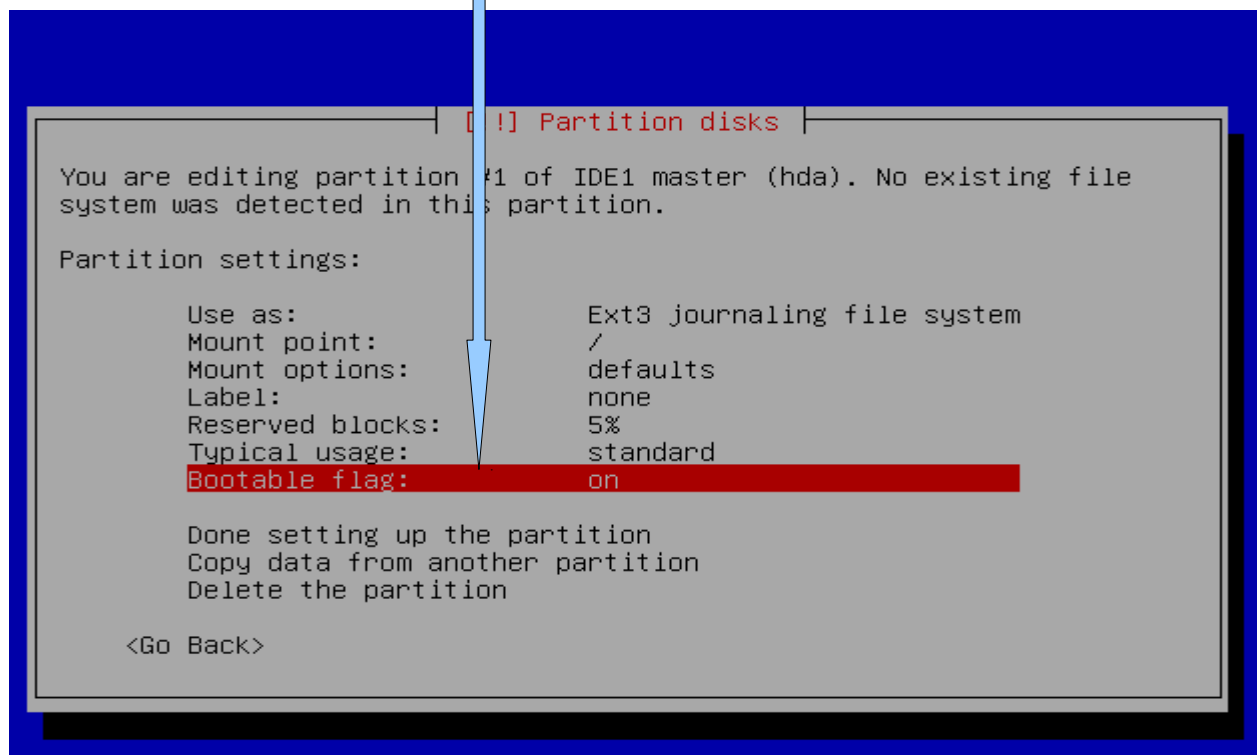 [!!] Partition disks
You are editing partition #1 of IDE1 master (hda). No existing file
system was detected in this partition.
Partition settings:
Use as: Ext3 journaling file system
Mount point: /
Mount options: defaults
Label: none
Reserved blocks: 5%
Typical usage: standard
Bootable flag: on
Done setting up the partition
Copy data from another partition
Delete the partition
<Go Back>